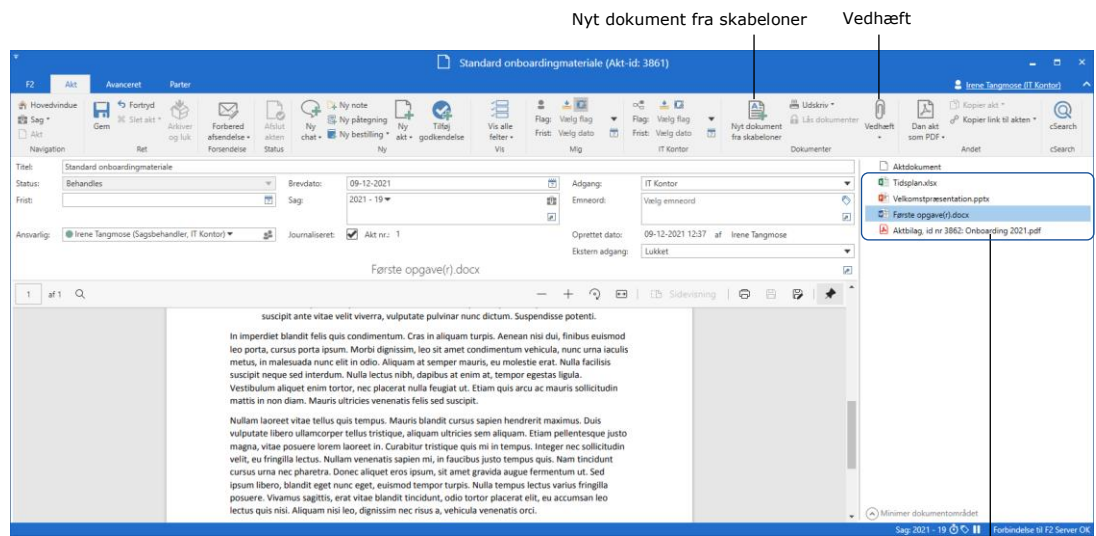 Nyt dokument fra skabeloner
Vedhæft
Standard onboardingmateriale (Akt-id: 3861)
F2 Akt Avanceret Parter
Irene Tangmose (IT Kontor)
Hovedvindue
Sag
Akt
Navigation
Gem
Fortryd
Slet akt
Arkiver og luk
Ret
Forbered afsendelse
Forsendelse
Afslut akten
Status
Ny chat
Ny note
Ny påtegning
Ny bestilling
Ny akt
Tilføj godkendelse
Ny
Vis alle felter
Vis
Flag: Vælg flag
Frist: Vælg dato
Mig
Flag: Vælg flag
Frist: Vælg dato
IT Kontor
Nyt dokument fra skabeloner
Udskriv
Lås dokumenter
Dokumenter
Vedhæft
Dan akt som PDF
Kopier akt
Kopier link til akten
Andet
cSearch
cSearch
Titel: Standard onboardingmateriale
Status: Behandles
Brevdato: 09-12-2021
Adgang: IT Kontor
Frist:
Sag: 2021 - 19
Emneord: Vælg emneord
Ansvarlig: Irene Tangmose (Sagsbehandler, IT Kontor)
Journaliseret: Akt nr.: 1
Oprettet dato: 09-12-2021 12:37 af Irene Tangmose
Ekstern adgang: Lukket
Aktdokument
Tidsplan.xlsx
Velkomstpræsentation.pptx
Første opgave(r).docx
Aktbilag, id nr 3862: Onboarding 2021.pdf
Første opgave(r).docx
1 af 1
Sidevisning
suscipit ante vitae velit viverra, vulputate pulvinar nunc dictum. Suspendisse potenti.
In imperdiet blandit felis quis condimentum. Cras in aliquam turpis. Aenean nisi dui, finibus euismod
leo porta, cursus porta ipsum. Morbi dignissim, leo sit amet condimentum vehicula, nunc urna iaculis
metus, in malesuada nunc elit in odio. Aliquam at semper mauris, eu molestie erat. Nulla facilisis
suscipit neque sed interdum. Nulla lectus nibh, dapibus at enim at, tempor egestas ligula.
Vestibulum aliquet enim tortor, nec placerat nulla feugiat ut. Etiam quis arcu ac mauris sollicitudin
mattis in non diam. Mauris ultricies venenatis felis sed suscipit.
Nullam laoreet vitae tellus quis tempus. Mauris blandit cursus sapien hendrerit maximus. Duis
vulputate libero ullamcorper tellus tristique, aliquam ultricies sem aliquam. Etiam pellentesque justo
magna, vitae posuere lorem laoreet in. Curabitur tristique quis mi in tempus. Integer nec sollicitudin
velit, eu fringilla lectus. Nullam venenatis sapien mi, in faucibus justo tempus quis. Nam tincidunt
cursus urna nec pharetra. Donec aliquet eros ipsum, sit amet gravida augue fermentum ut. Sed
ipsum libero, blandit eget nunc eget, euismod tempor turpis. Nulla tempus lectus varius fringilla
posuere. Vivamus sagittis, erat vitae blandit tincidunt, odio tortor placerat elit, eu accumsan leo
lectus quis nisi. Aliquam nisi leo, dignissim nec risus a, vehicula venenatis orci.
Minimer dokumentområdet
Sag: 2021 - 19
Forbindelse til F2 Server OK